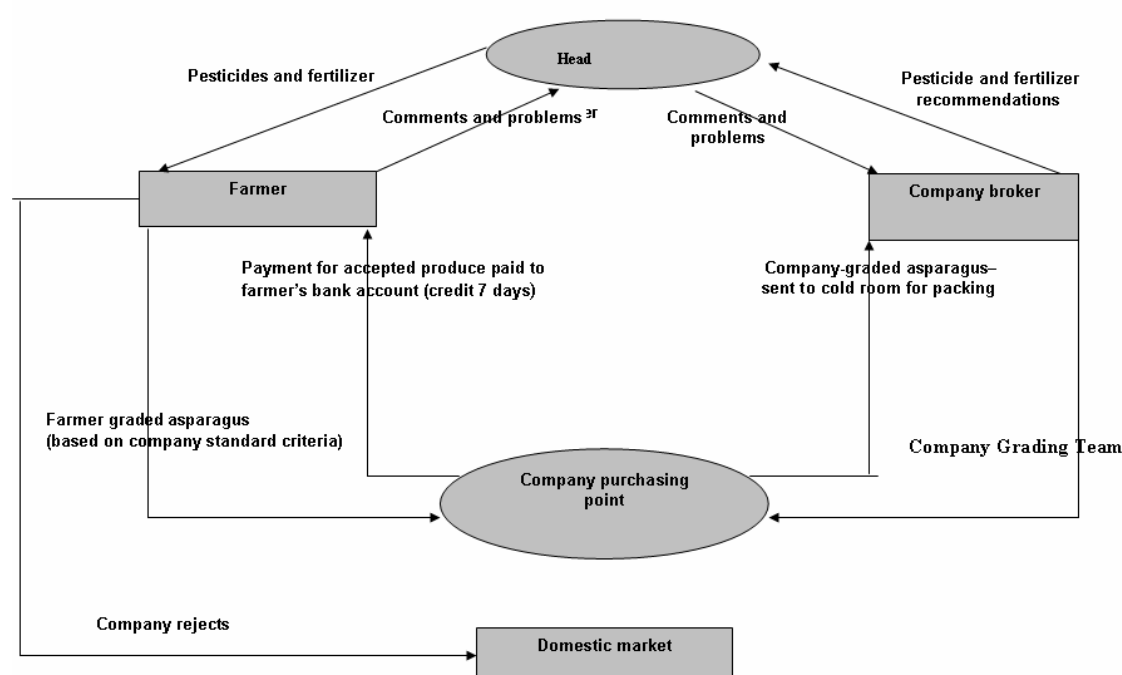 Head
Pesticides and fertilizer
Pesticide and fertilizer
recommendations
Comments and problems er
Comments and
problems
Farmer
Company broker
Payment for accepted produce paid to
farmer's bank account (credit 7 days)
Company-graded asparagus–
sent to cold room for packing
Farmer graded asparagus
(based on company standard criteria)
Company Grading Team
Company purchasing
point
Company rejects
Domestic market